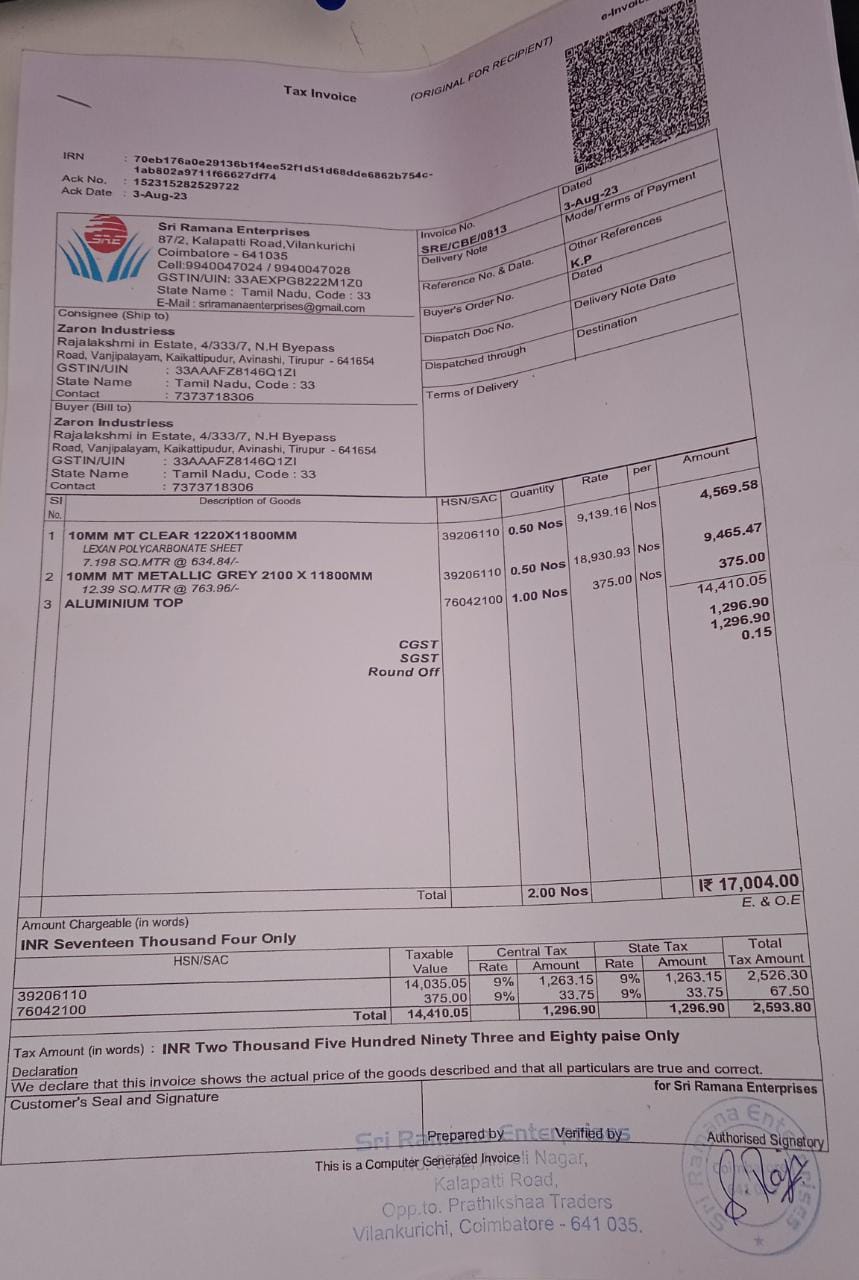 e-Invoice
Tax Invoice
(ORIGINAL FOR RECIPIENT)
IRN : 70eb176a0e29136b1f4ee52f1d51d68dde6862b754c-
1ab802a9711f66627df74
Ack No. : 152315282529722
Ack Date : 3-Aug-23
SRE
Sri Ramana Enterprises
87/2, Kalapatti Road,Vilankurichi
Coimbatore - 641035
Cell:9940047024 / 9940047028
GSTIN/UIN: 33AEXPG8222M1Z0
State Name : Tamil Nadu, Code : 33
E-Mail : sriramanaenterprises@gmail.com
Invoice No. Dated
SRE/CBE/0813 3-Aug-23
Delivery Note Mode/Terms of Payment
Reference No. & Date. Other References
K.P
Buyer's Order No. Dated
Dispatch Doc No. Delivery Note Date
Dispatched through Destination
Terms of Delivery
Consignee (Ship to)
Zaron Industriess
Rajalakshmi in Estate, 4/333/7, N.H Byepass
Road, Vanjipalayam, Kaikattipudur, Avinashi, Tirupur - 641654
GSTIN/UIN : 33AAAFZ8146Q1ZI
State Name : Tamil Nadu, Code : 33
Contact : 7373718306
Buyer (Bill to)
Zaron Industriess
Rajalakshmi in Estate, 4/333/7, N.H Byepass
Road, Vanjipalayam, Kaikattipudur, Avinashi, Tirupur - 641654
GSTIN/UIN : 33AAAFZ8146Q1ZI
State Name : Tamil Nadu, Code : 33
Contact : 7373718306
Sl No. Description of Goods HSN/SAC Quantity Rate per Amount
1 10MM MT CLEAR 1220X11800MM 39206110 0.50 Nos 9,139.16 Nos 4,569.58
LEXAN POLYCARBONATE SHEET
7.198 SQ.MTR @ 634.84/-
2 10MM MT METALLIC GREY 2100 X 11800MM 39206110 0.50 Nos 18,930.93 Nos 9,465.47
12.39 SQ.MTR @ 763.96/-
3 ALUMINIUM TOP 76042100 1.00 Nos 375.00 Nos 375.00
14,410.05
CGST 1,296.90
SGST 1,296.90
Round Off 0.15
Total 2.00 Nos I₹ 17,004.00
E. & O.E
Amount Chargeable (in words)
INR Seventeen Thousand Four Only
HSN/SAC Taxable Value Central Tax State Tax Total Tax Amount
Rate Amount Rate Amount
39206110 14,035.05 9% 1,263.15 9% 1,263.15 2,526.30
76042100 375.00 9% 33.75 9% 33.75 67.50
Total 14,410.05 1,296.90 1,296.90 2,593.80
Tax Amount (in words) : INR Two Thousand Five Hundred Ninety Three and Eighty paise Only
Declaration
We declare that this invoice shows the actual price of the goods described and that all particulars are true and correct.
Customer's Seal and Signature
for Sri Ramana Enterprises
Prepared by Verified by Authorised Signatory
This is a Computer Generated Invoice
Sri Ramana Enterprises
Nagar,
Kalapatti Road,
Opp.to. Prathikshaa Traders
Vilankurichi, Coimbatore - 641 035.